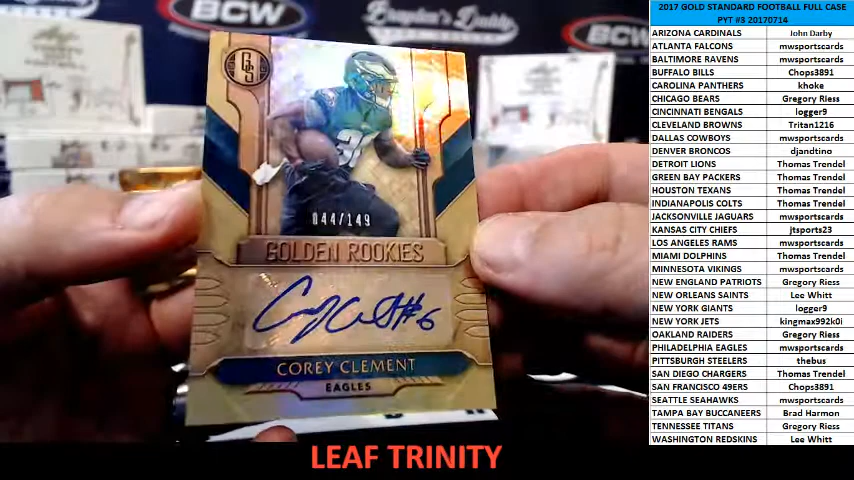 BCW
Brayden's Daddy
BCW
GS
30
044/149
GOLDEN ROOKIES
#6
COREY CLEMENT
EAGLES
LEAF TRINITY
2017 GOLD STANDARD FOOTBALL FULL CASE
PYT #3 20170714
ARIZONA CARDINALS John Darby
ATLANTA FALCONS mwsportscards
BALTIMORE RAVENS mwsportscards
BUFFALO BILLS Chops3891
CAROLINA PANTHERS khoke
CHICAGO BEARS Gregory Riess
CINCINNATI BENGALS logger9
CLEVELAND BROWNS Tritan1216
DALLAS COWBOYS mwsportscards
DENVER BRONCOS djandtino
DETROIT LIONS Thomas Trendel
GREEN BAY PACKERS Thomas Trendel
HOUSTON TEXANS Thomas Trendel
INDIANAPOLIS COLTS Thomas Trendel
JACKSONVILLE JAGUARS mwsportscards
KANSAS CITY CHIEFS jtsports23
LOS ANGELES RAMS mwsportscards
MIAMI DOLPHINS Thomas Trendel
MINNESOTA VIKINGS mwsportscards
NEW ENGLAND PATRIOTS Gregory Riess
NEW ORLEANS SAINTS Lee Whitt
NEW YORK GIANTS logger9
NEW YORK JETS kingmax992k0i
OAKLAND RAIDERS Gregory Riess
PHILADELPHIA EAGLES mwsportscards
PITTSBURGH STEELERS thebus
SAN DIEGO CHARGERS Thomas Trendel
SAN FRANCISCO 49ERS Chops3891
SEATTLE SEAHAWKS mwsportscards
TAMPA BAY BUCCANEERS Brad Harmon
TENNESSEE TITANS Gregory Riess
WASHINGTON REDSKINS Lee Whitt